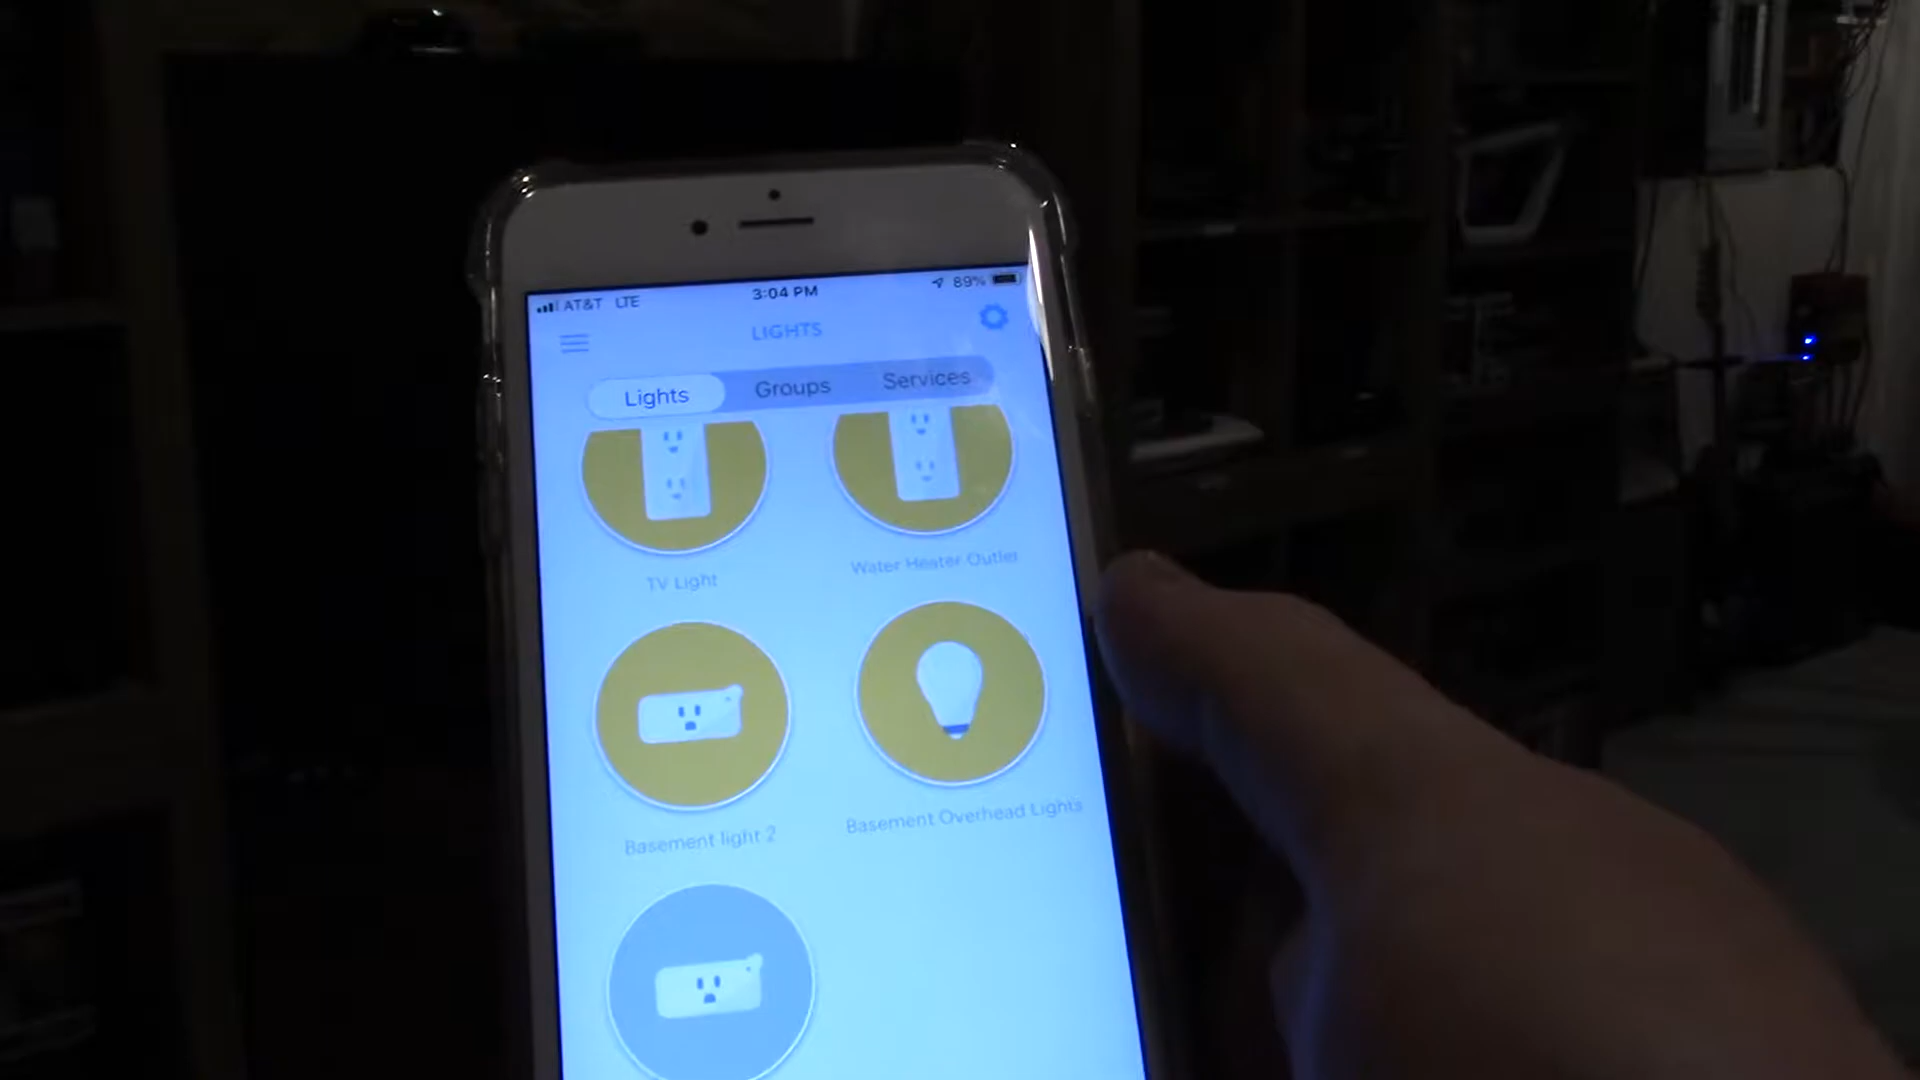 AT&T LTE 3:04 PM 89%
LIGHTS
Lights Groups Services
TV Light Water Heater Outlet
Basement light 2 Basement Overhead Lights